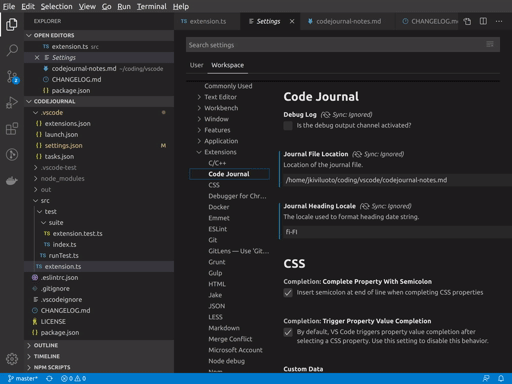 File Edit Selection View Go Run Terminal Help
EXPLORER
OPEN EDITORS
extension.ts src
Settings
codejournal-notes.md ~/coding/vscode
CHANGELOG.md
package.json
CODEJOURNAL
.vscode
extensions.json
launch.json
settings.json M
tasks.json
.vscode-test
node_modules
out
src
test
suite
extension.test.ts
index.ts
runTest.ts
extension.ts
.eslintrc.json
.gitignore
.vscodeignore
CHANGELOG.md
LICENSE
package.json
OUTLINE
TIMELINE
NPM SCRIPTS
2
extension.ts
Settings
codejournal-notes.md
CHANGELOG.m
Search settings
User Workspace
Commonly Used
Text Editor
Workbench
Window
Features
Application
Extensions
C/C++
Code Journal
CSS
Debugger for Chr...
Docker
Emmet
ESLint
Git
GitLens — Use 'Git...
Grunt
Gulp
HTML
Jake
JSON
LESS
Markdown
Merge Conflict
Microsoft Account
Node debug
Code Journal
Debug Log (Sync: Ignored)
Is the debug output channel activated?
Journal File Location (Sync: Ignored)
Location of the journal file.
/home/jkiviluoto/coding/vscode/codejournal-notes.md
Journal Heading Locale (Sync: Ignored)
The locale used to format heading date string.
fi-FI
CSS
Completion: Complete Property With Semicolon
Insert semicolon at end of line when completing CSS properties
Completion: Trigger Property Value Completion
By default, VS Code triggers property value completion after
selecting a CSS property. Use this setting to disable this behavior.
Custom Data
master* 0 0